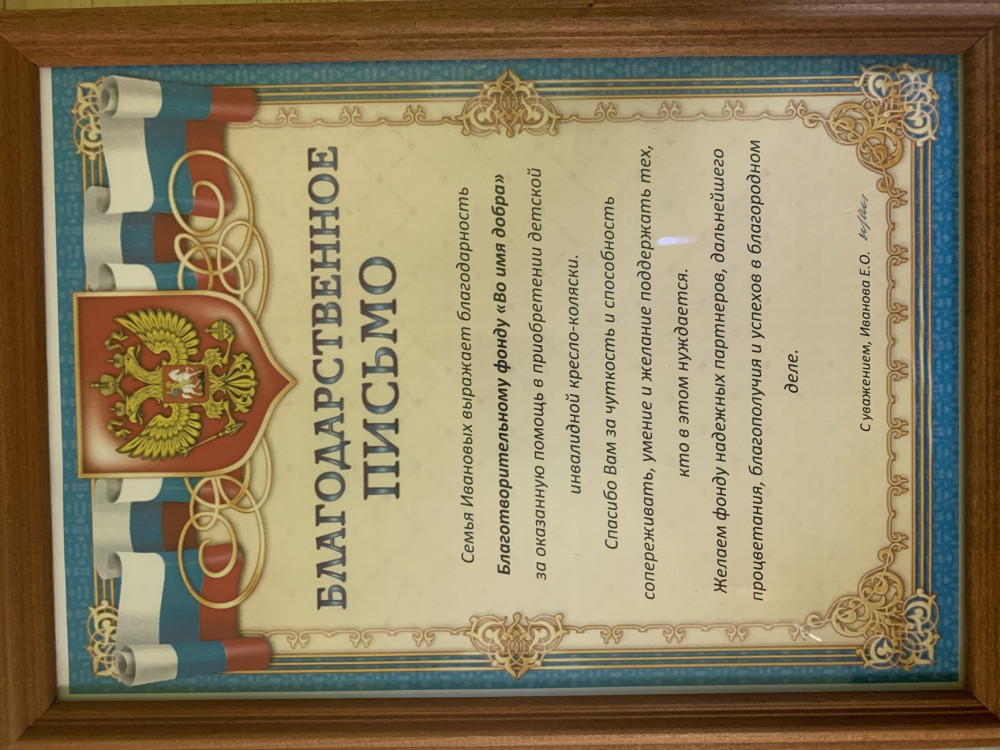 БЛАГОДАРСТВЕННОЕ
ПИСЬМО
Семья Ивановых выражает благодарность
Благотворительному фонду «Во имя добра»
за оказанную помощь в приобретении детской
инвалидной кресло-коляски.
Спасибо Вам за чуткость и способность
сопереживать, умение и желание поддержать тех,
кто в этом нуждается.
Желаем фонду надежных партнеров, дальнейшего
процветания, благополучия и успехов в благородном
деле.
С уважением, Иванова Е.О.